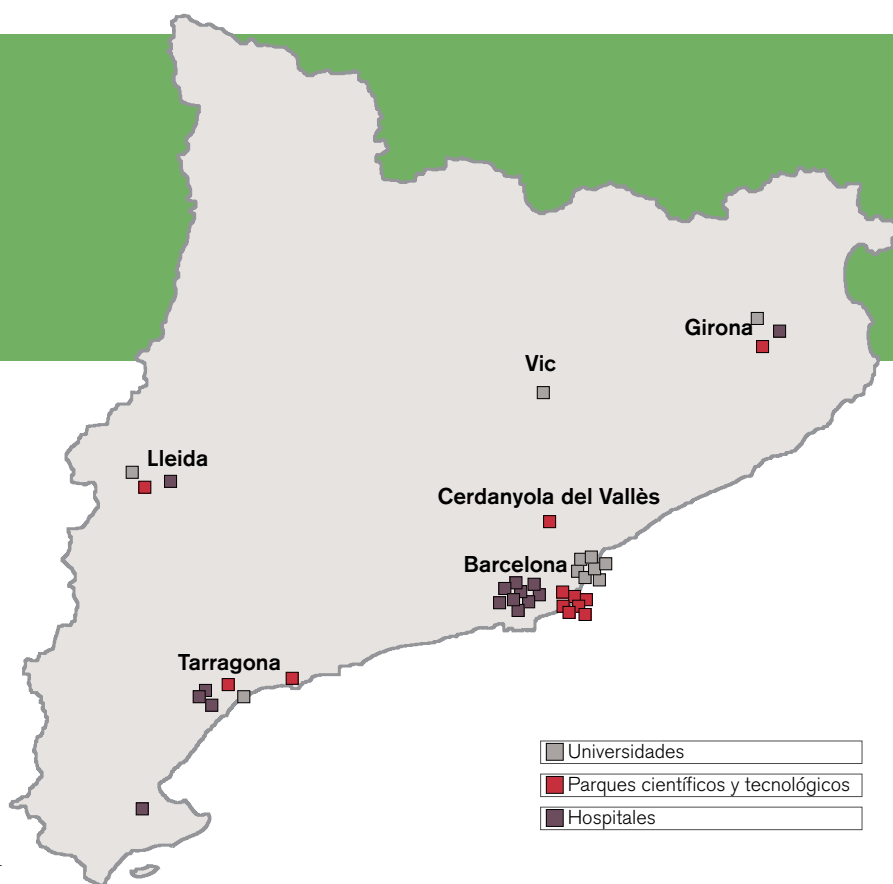 Girona
Vic
Lleida
Cerdanyola del Vallès
Barcelona
Tarragona
Universidades
Parques científicos y tecnológicos
Hospitales